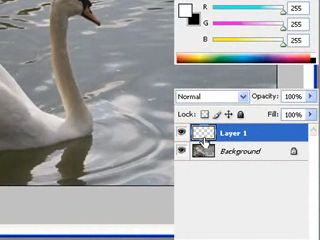 R 255
G 255
B 255
Normal Opacity: 100%
Lock: Fill: 100%
Layer 1
Background